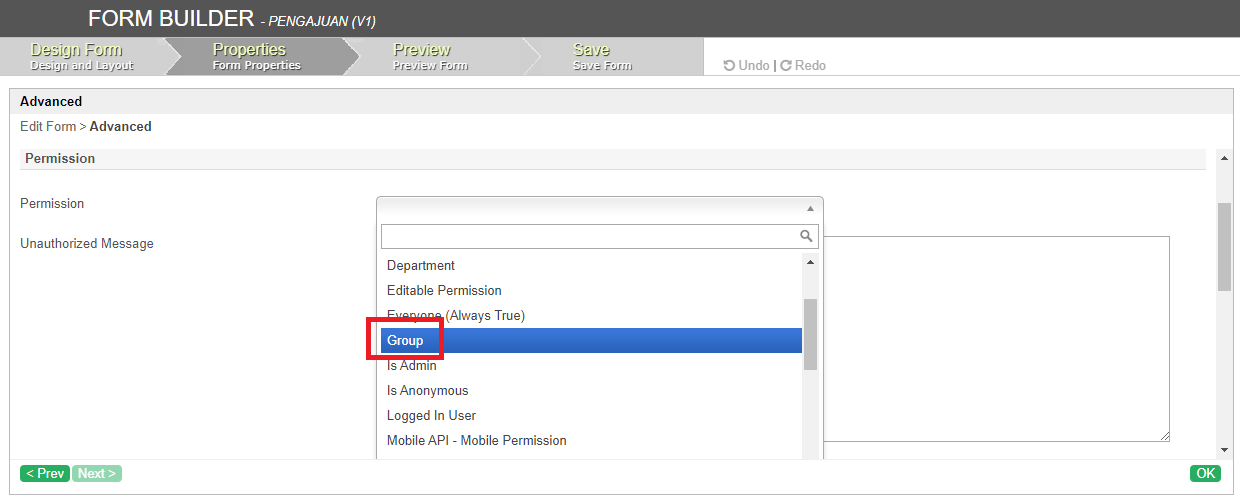 FORM BUILDER - PENGAJUAN (V1)
Design Form
Design and Layout
Properties
Form Properties
Preview
Preview Form
Save
Save Form
Undo | Redo
Advanced
Edit Form > Advanced
Permission
Permission
Unauthorized Message
Department
Editable Permission
Everyone (Always True)
Group
Is Admin
Is Anonymous
Logged In User
Mobile API - Mobile Permission
< Prev
Next >
OK